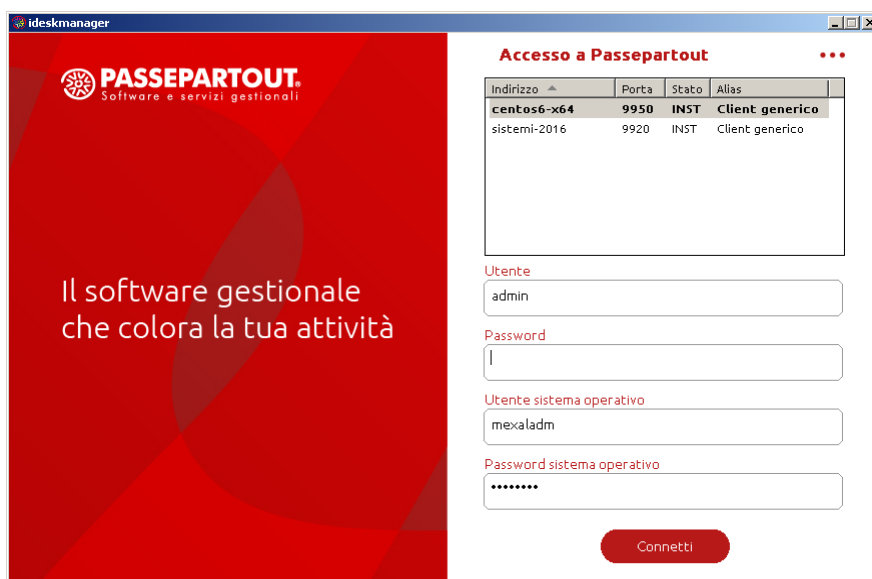 ideskmanager
PASSEPARTOUT.
Software e servizi gestionali
Il software gestionale
che colora la tua attività
Accesso a Passepartout
Indirizzo Porta Stato Alias
centos6-x64 9950 INST Client generico
sistemi-2016 9920 INST Client generico
Utente
admin
Password
Utente sistema operativo
mexaladm
Password sistema operativo
••••••••
Connetti